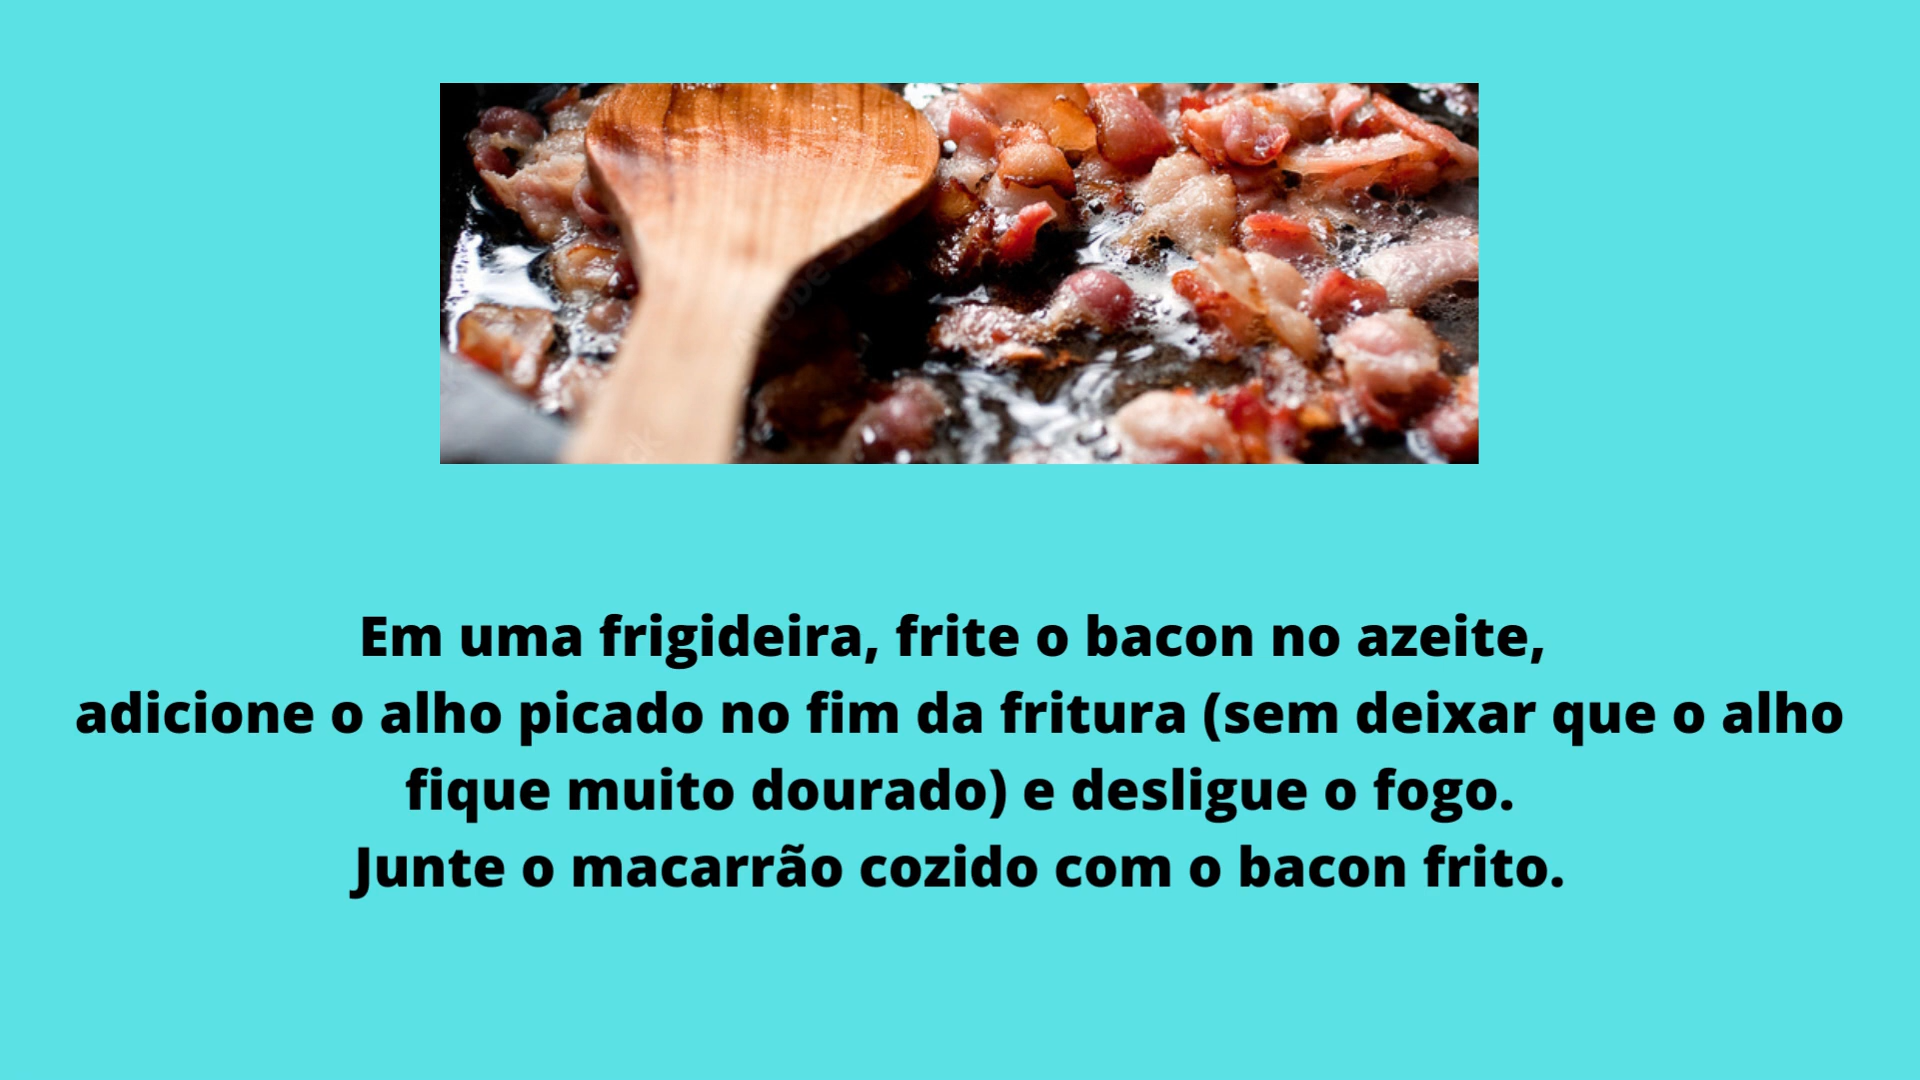 Em uma frigideira, frite o bacon no azeite,
adicione o alho picado no fim da fritura (sem deixar que o alho
fique muito dourado) e desligue o fogo.
Junte o macarrão cozido com o bacon frito.